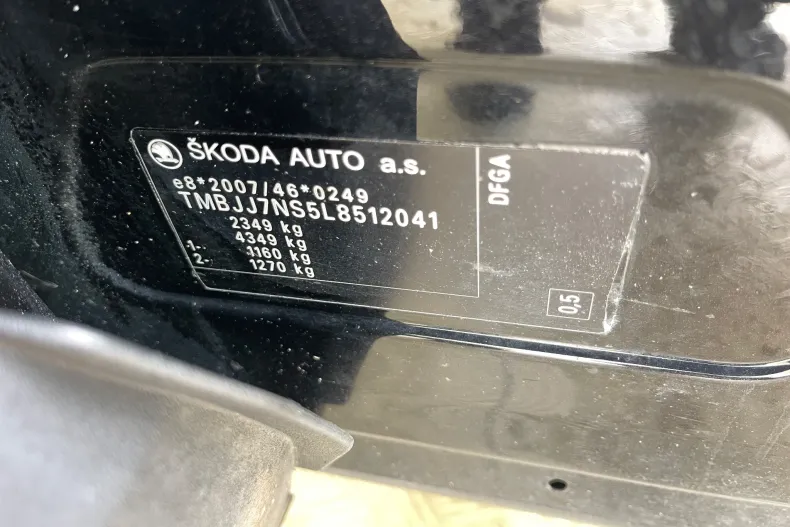 ŠKODA AUTO a.s.
e8*2007/46*0249
TMBJJ7NS5L8512041
2349 kg
4349 kg
1- 1160 kg
2- 1270 kg
DFGA
0,5